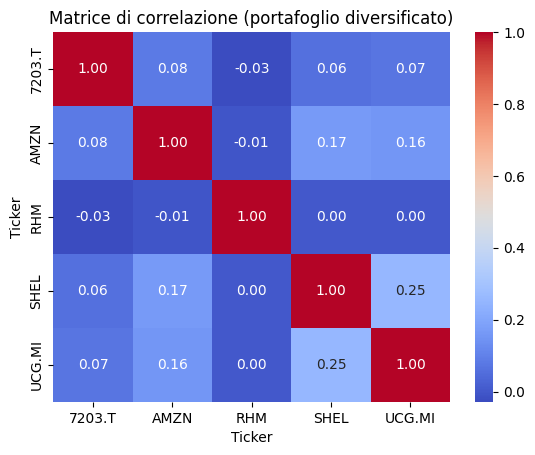 Matrice di correlazione (portafoglio diversificato)
7203.T 1.00 0.08 -0.03 0.06 0.07
AMZN 0.08 1.00 -0.01 0.17 0.16
RHM -0.03 -0.01 1.00 0.00 0.00
SHEL 0.06 0.17 0.00 1.00 0.25
UCG.MI 0.07 0.16 0.00 0.25 1.00
7203.T AMZN RHM SHEL UCG.MI
Ticker
Ticker
1.0
0.8
0.6
0.4
0.2
0.0